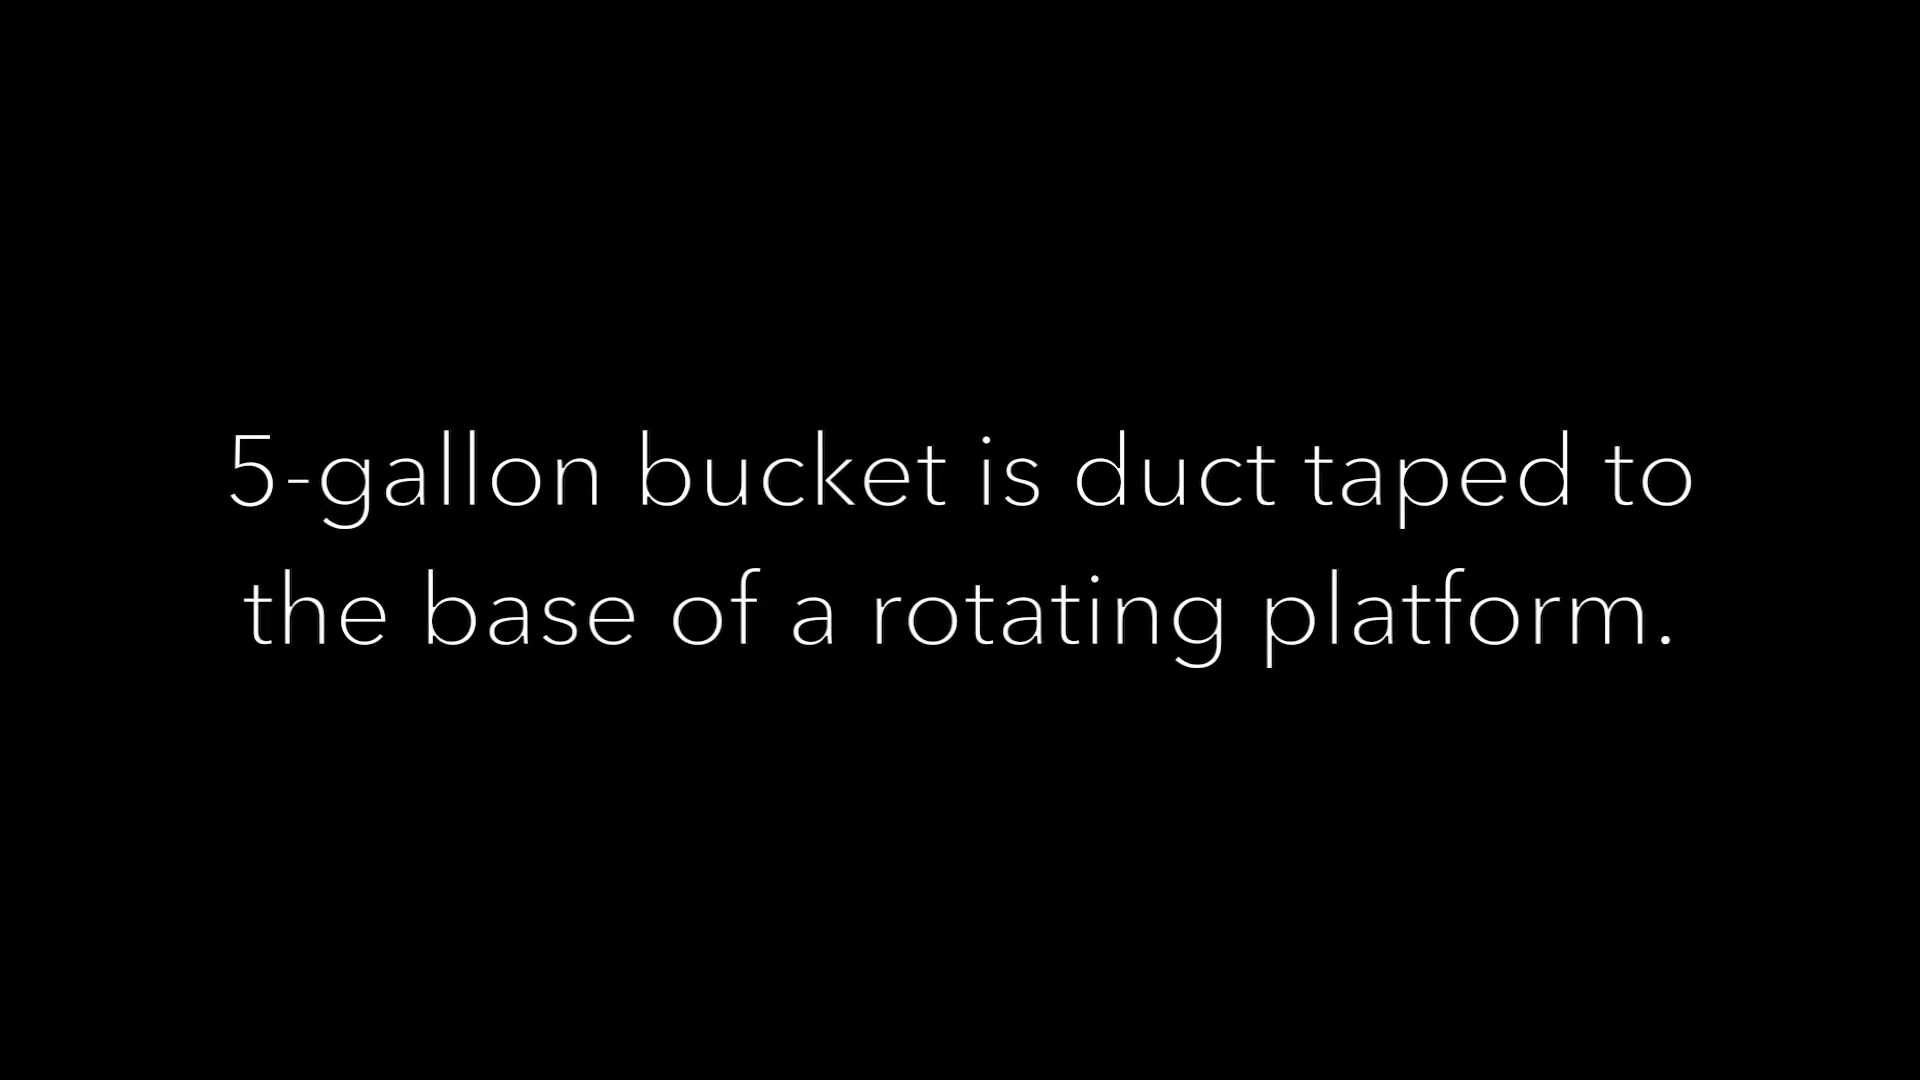 5-gallon bucket is duct taped to
the base of a rotating platform.